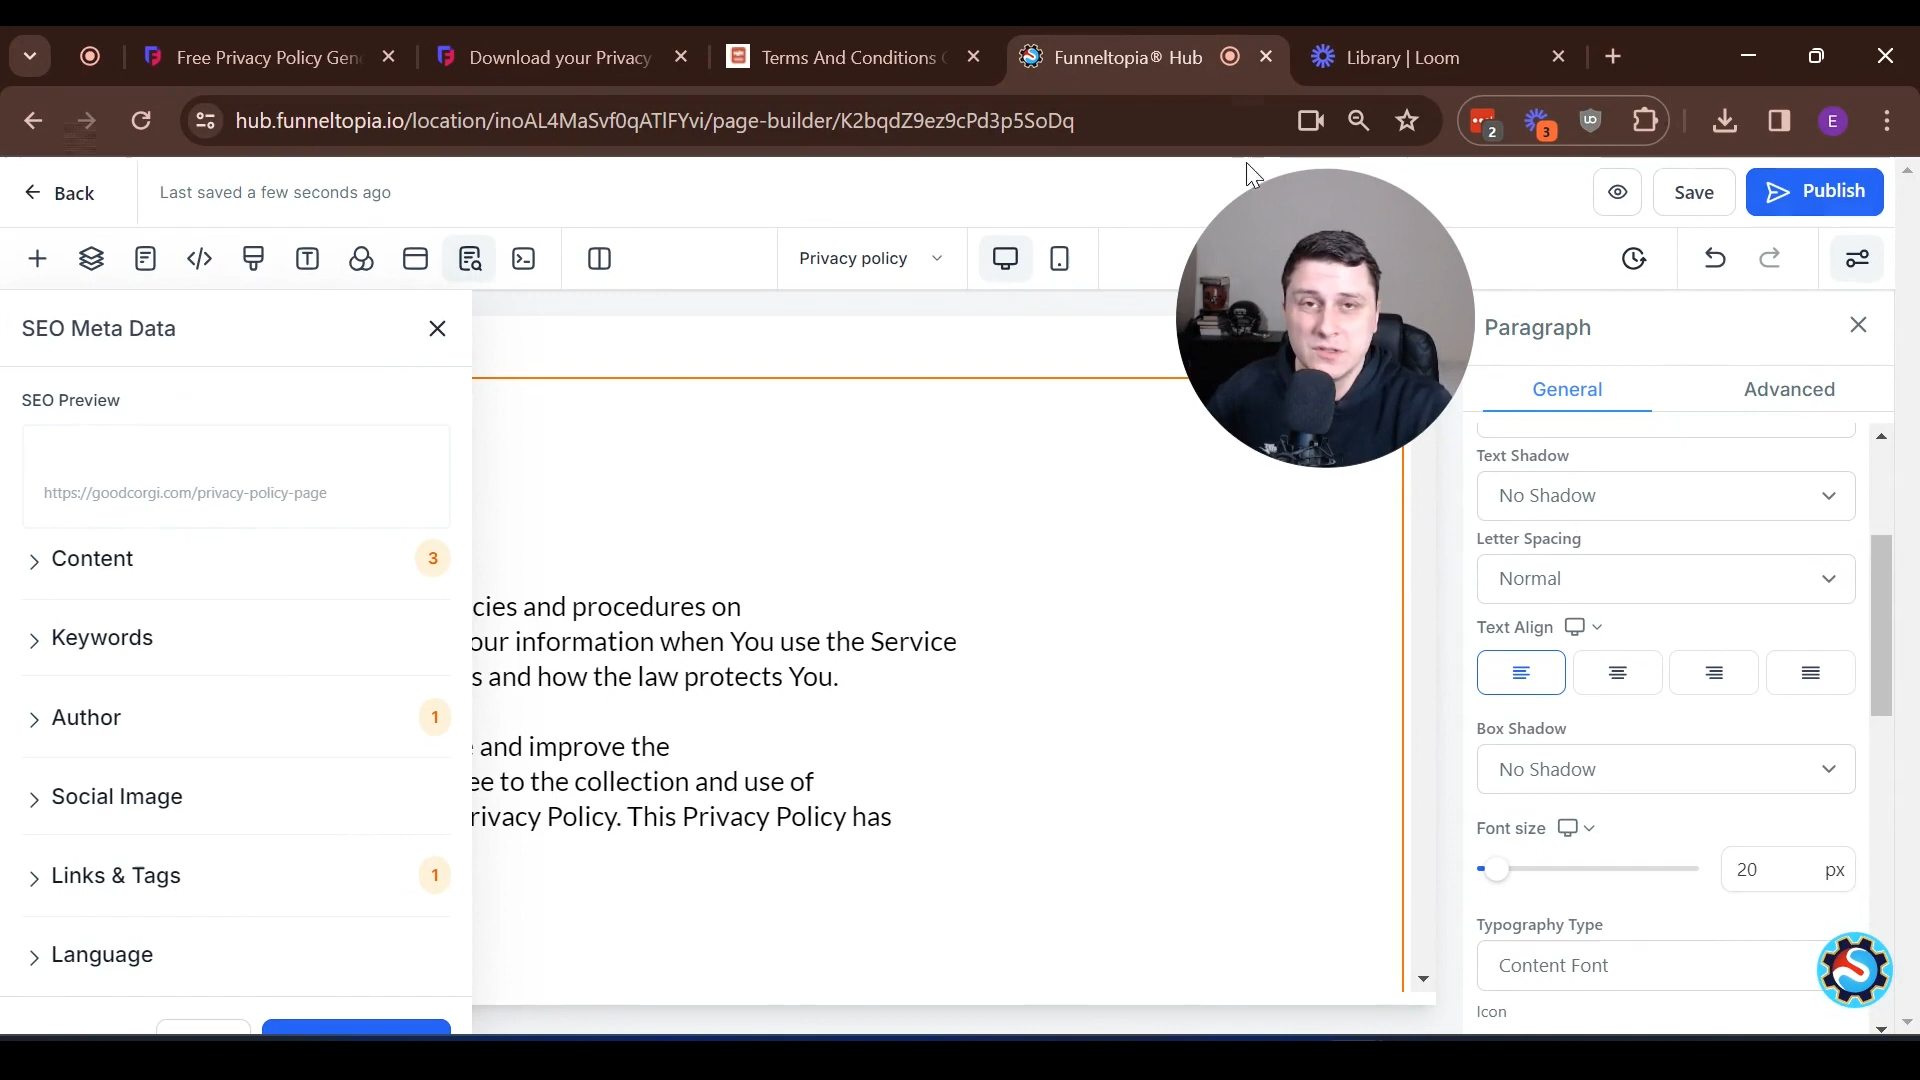 Free Privacy Policy Gen
Download your Privacy
Terms And Conditions
Funneltopia® Hub
Library | Loom
hub.funneltopia.io/location/inoAL4MaSvf0qATlFYvi/page-builder/K2bqdZ9ez9cPd3p5SoDq
2
3
E
Back
Last saved a few seconds ago
Save
Publish
Privacy policy
SEO Meta Data
SEO Preview
https://goodcorgi.com/privacy-policy-page
Content
3
Keywords
Author
1
Social Image
Links & Tags
1
Language
cies and procedures on
our information when You use the Service
s and how the law protects You.
and improve the
ee to the collection and use of
rivacy Policy. This Privacy Policy has
Paragraph
General
Advanced
Text Shadow
No Shadow
Letter Spacing
Normal
Text Align
Box Shadow
No Shadow
Font size
20
px
Typography Type
Content Font
Icon